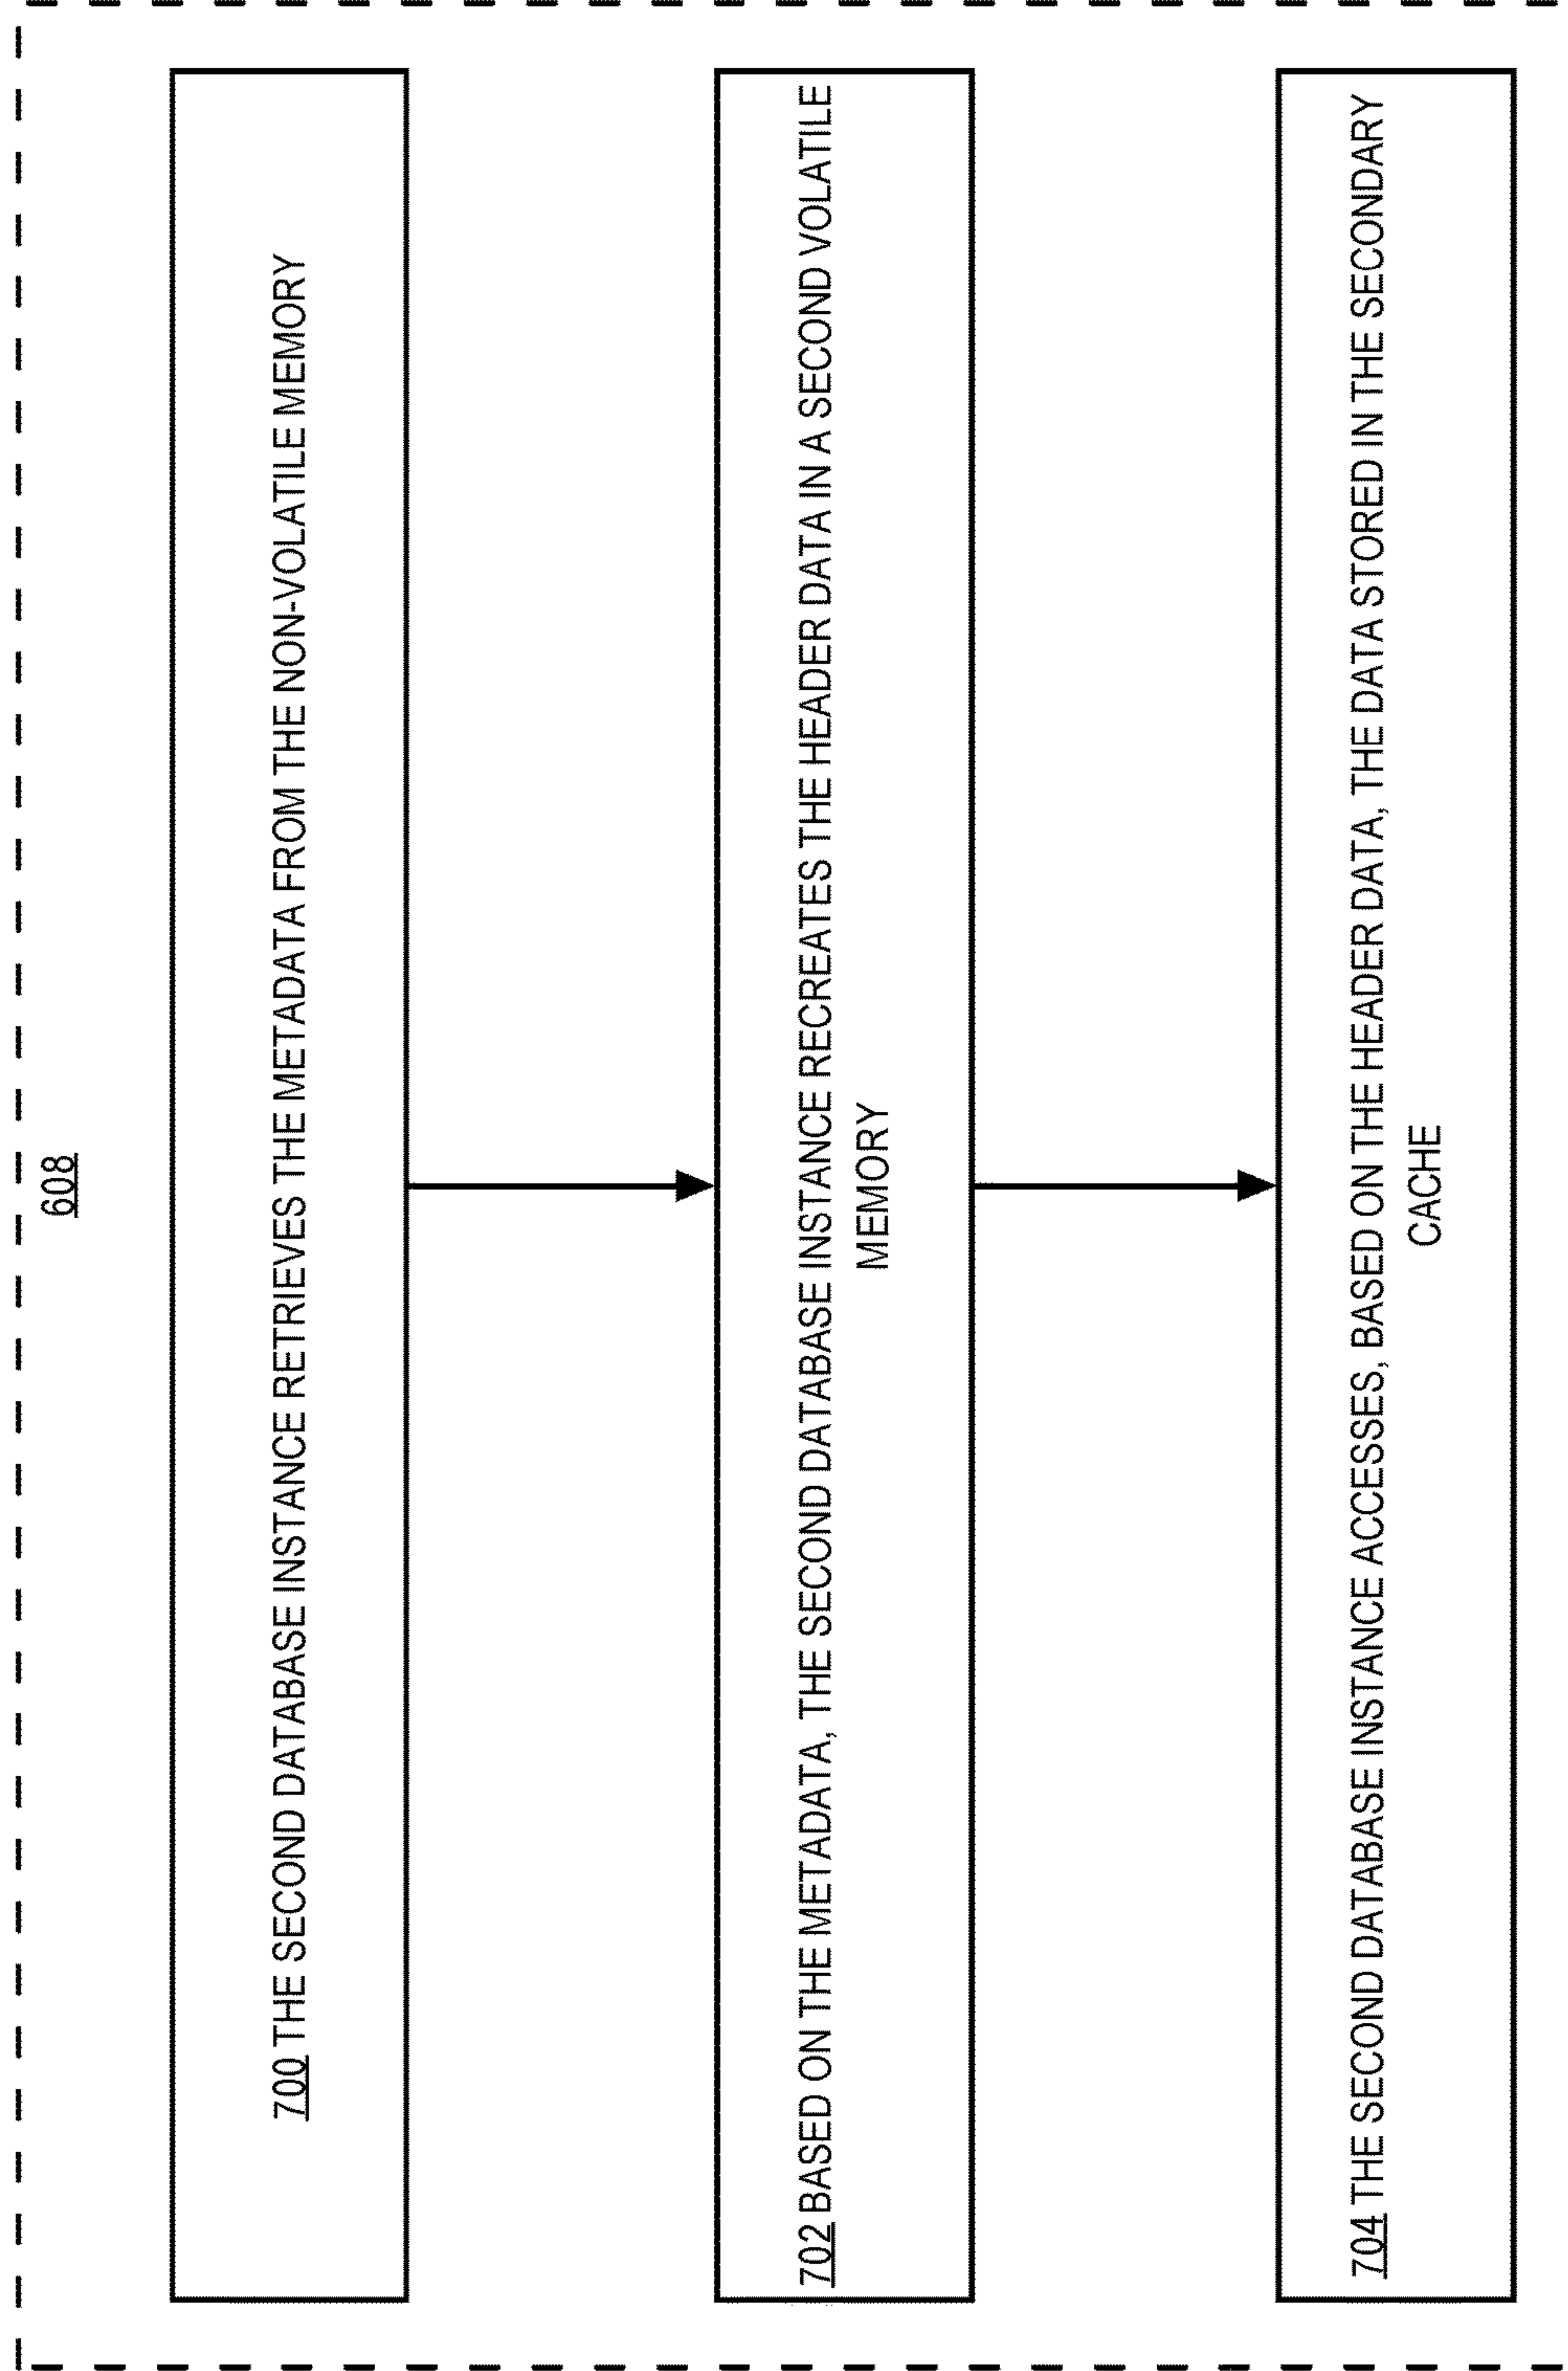 608
700 THE SECOND DATABASE INSTANCE RETRIEVES THE METADATA FROM THE NON-VOLATILE MEMORY
702 BASED ON THE METADATA, THE SECOND DATABASE INSTANCE RECREATES THE HEADER DATA IN A SECOND VOLATILE
MEMORY
704 THE SECOND DATABASE INSTANCE ACCESSES, BASED ON THE HEADER DATA, THE DATA STORED IN THE SECONDARY
CACHE